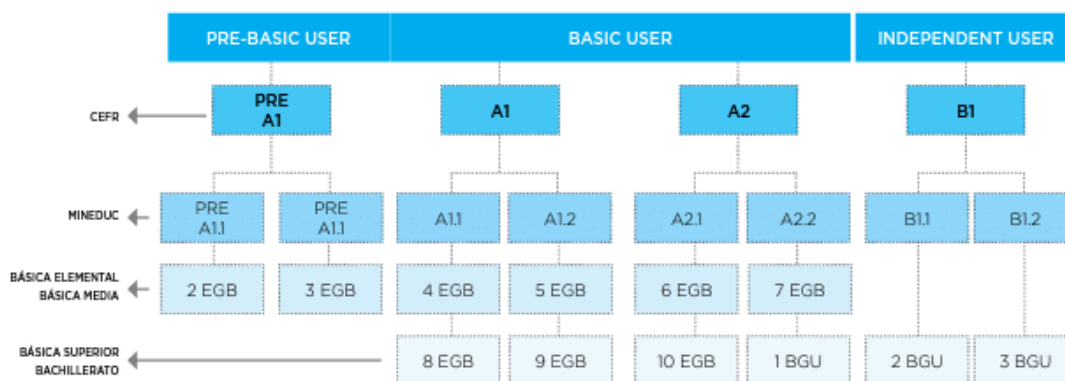 PRE-BASIC USER
BASIC USER
INDEPENDENT USER
CEFR
PRE
A1
A1
A2
B1
MINEDUC
PRE
A1.1
PRE
A1.1
A1.1
A1.2
A2.1
A2.2
B1.1
B1.2
BÁSICA ELEMENTAL
BÁSICA MEDIA
2 EGB
3 EGB
4 EGB
5 EGB
6 EGB
7 EGB
BÁSICA SUPERIOR
BACHILLERATO
8 EGB
9 EGB
10 EGB
1 BGU
2 BGU
3 BGU